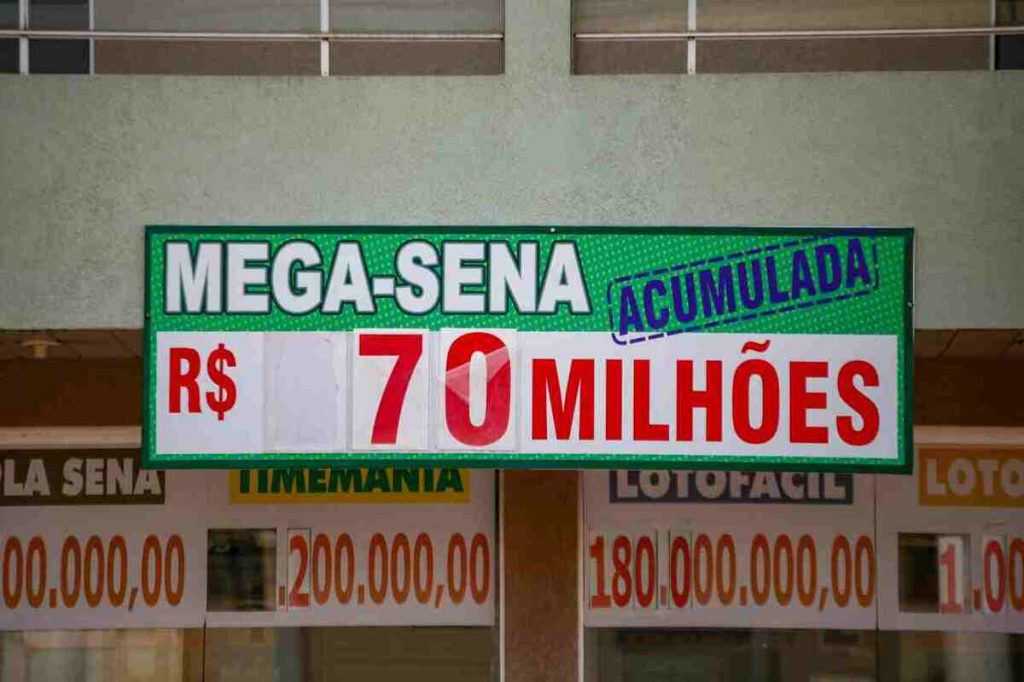 MEGA-SENA
ACUMULADA
R$ 70 MILHÕES
PLA SENA
TIMEMANIA
LOTOFÁCIL
LOTO
00.000,00
.200.000,00
180.000.000,00
1.00